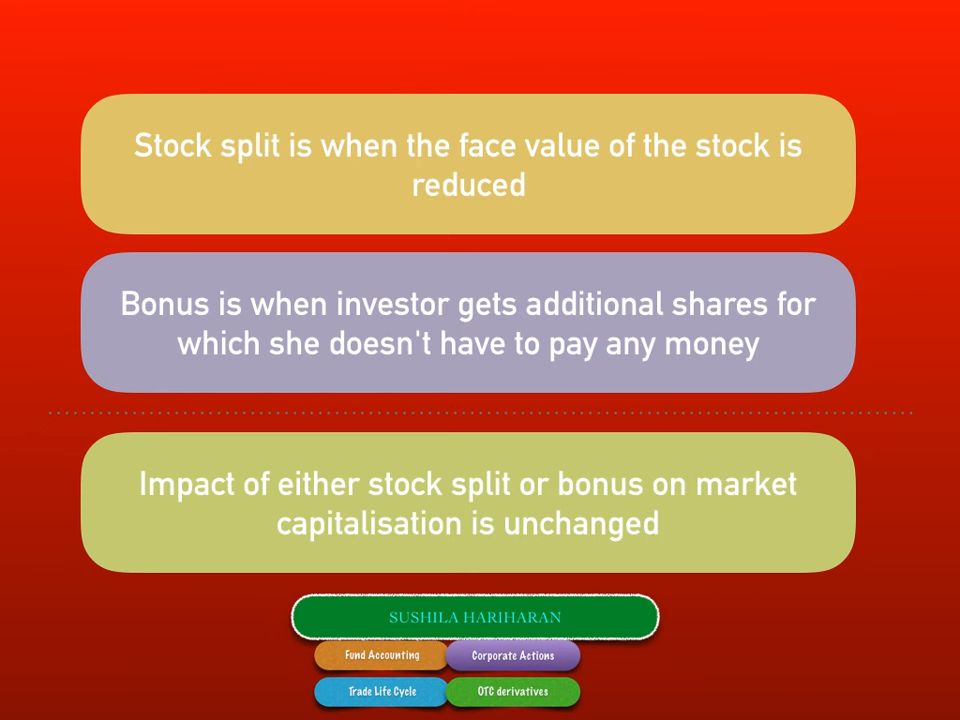 Stock split is when the face value of the stock is
reduced
Bonus is when investor gets additional shares for
which she doesn't have to pay any money
Impact of either stock split or bonus on market
capitalisation is unchanged
SUSHILA HARIHARAN
Fund Accounting
Corporate Actions
Trade Life Cycle
OTC derivatives